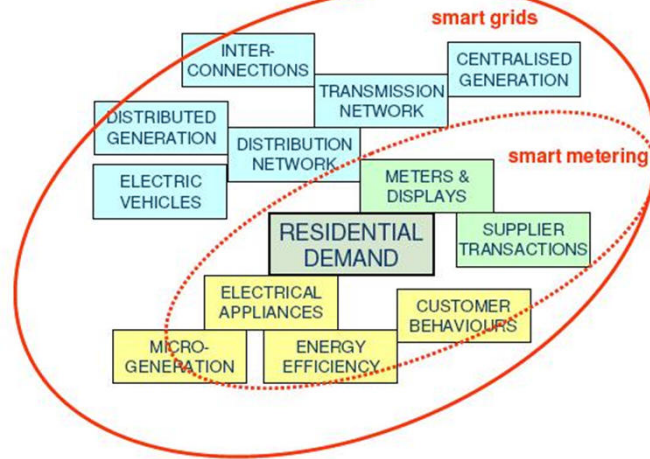 smart grids
INTER-
CONNECTIONS
CENTRALISED
GENERATION
TRANSMISSION
NETWORK
DISTRIBUTED
GENERATION
DISTRIBUTION
NETWORK
smart metering
ELECTRIC
VEHICLES
METERS &
DISPLAYS
RESIDENTIAL
DEMAND
SUPPLIER
TRANSACTIONS
ELECTRICAL
APPLIANCES
CUSTOMER
BEHAVIOURS
MICRO-
GENERATION
ENERGY
EFFICIENCY